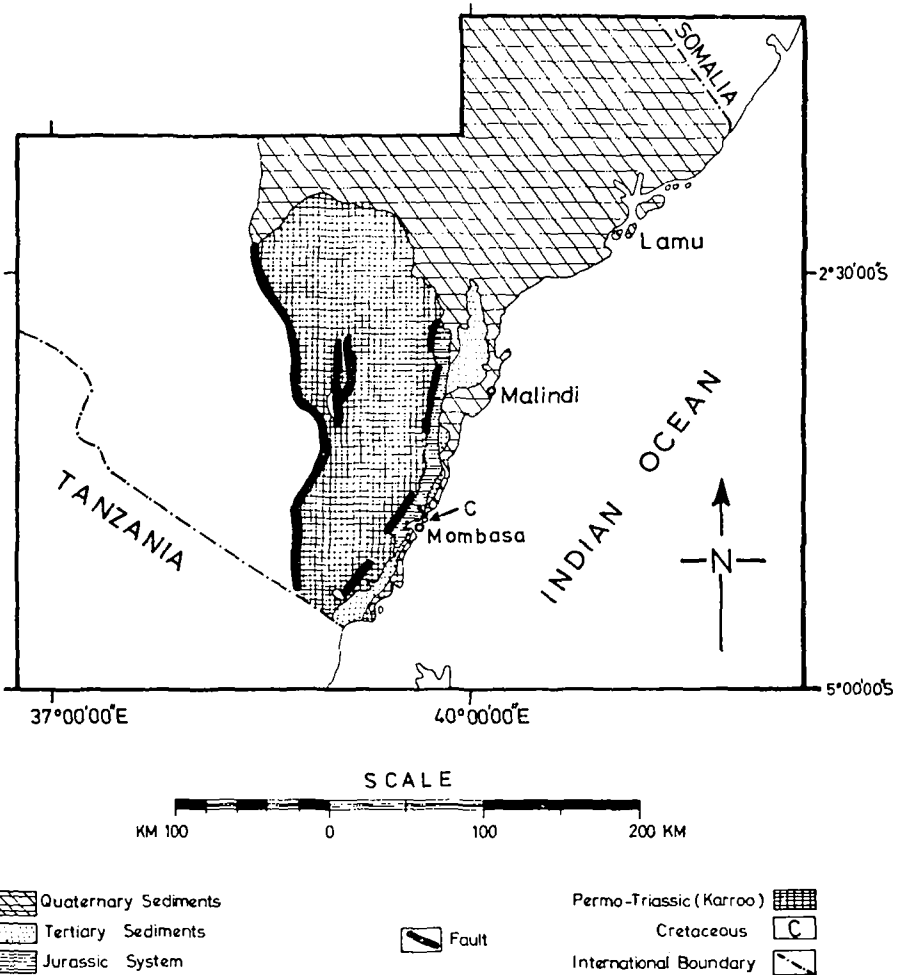 SOMALIA
Lamu
2°30'00"S
Malindi
INDIAN OCEAN
TANZANIA
C
Mombasa
N
5°00'00"S
37°00'00"E
40°00'00"E
SCALE
KM 100 0 100 200 KM
Quaternary Sediments
Tertiary Sediments
Jurassic System
Fault
Permo-Triassic (Karroo)
Cretaceous C
International Boundary